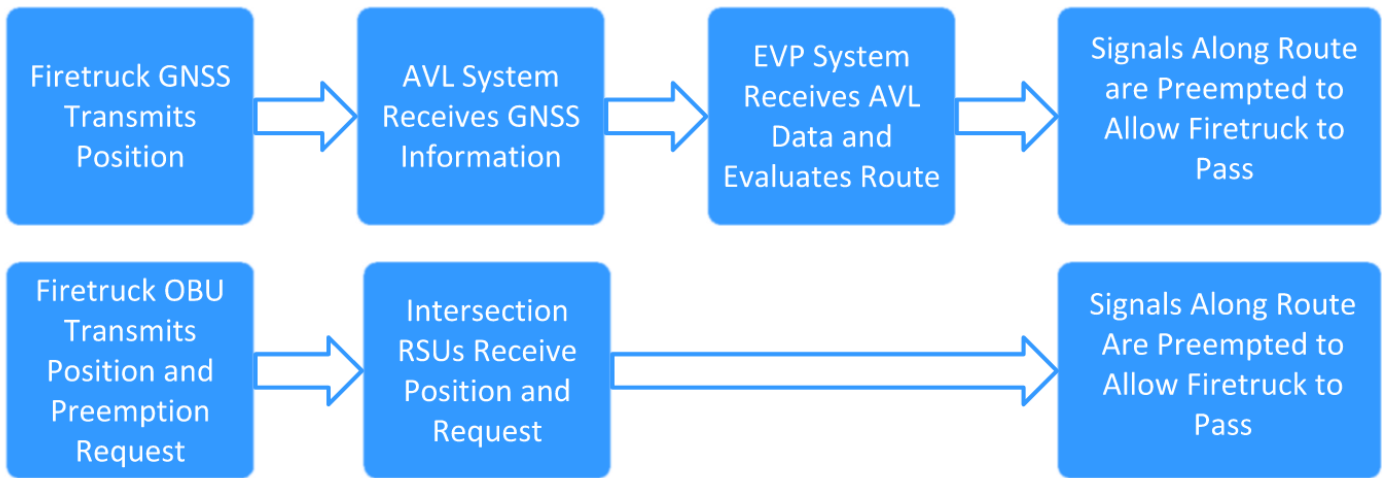 Firetruck GNSS
Transmits
Position
AVL System
Receives GNSS
Information
EVP System
Receives AVL
Data and
Evaluates Route
Signals Along Route
are Preempted to
Allow Firetruck to
Pass
Firetruck OBU
Transmits
Position and
Preemption
Request
Intersection
RSUs Receive
Position and
Request
Signals Along Route
Are Preempted to
Allow Firetruck to
Pass